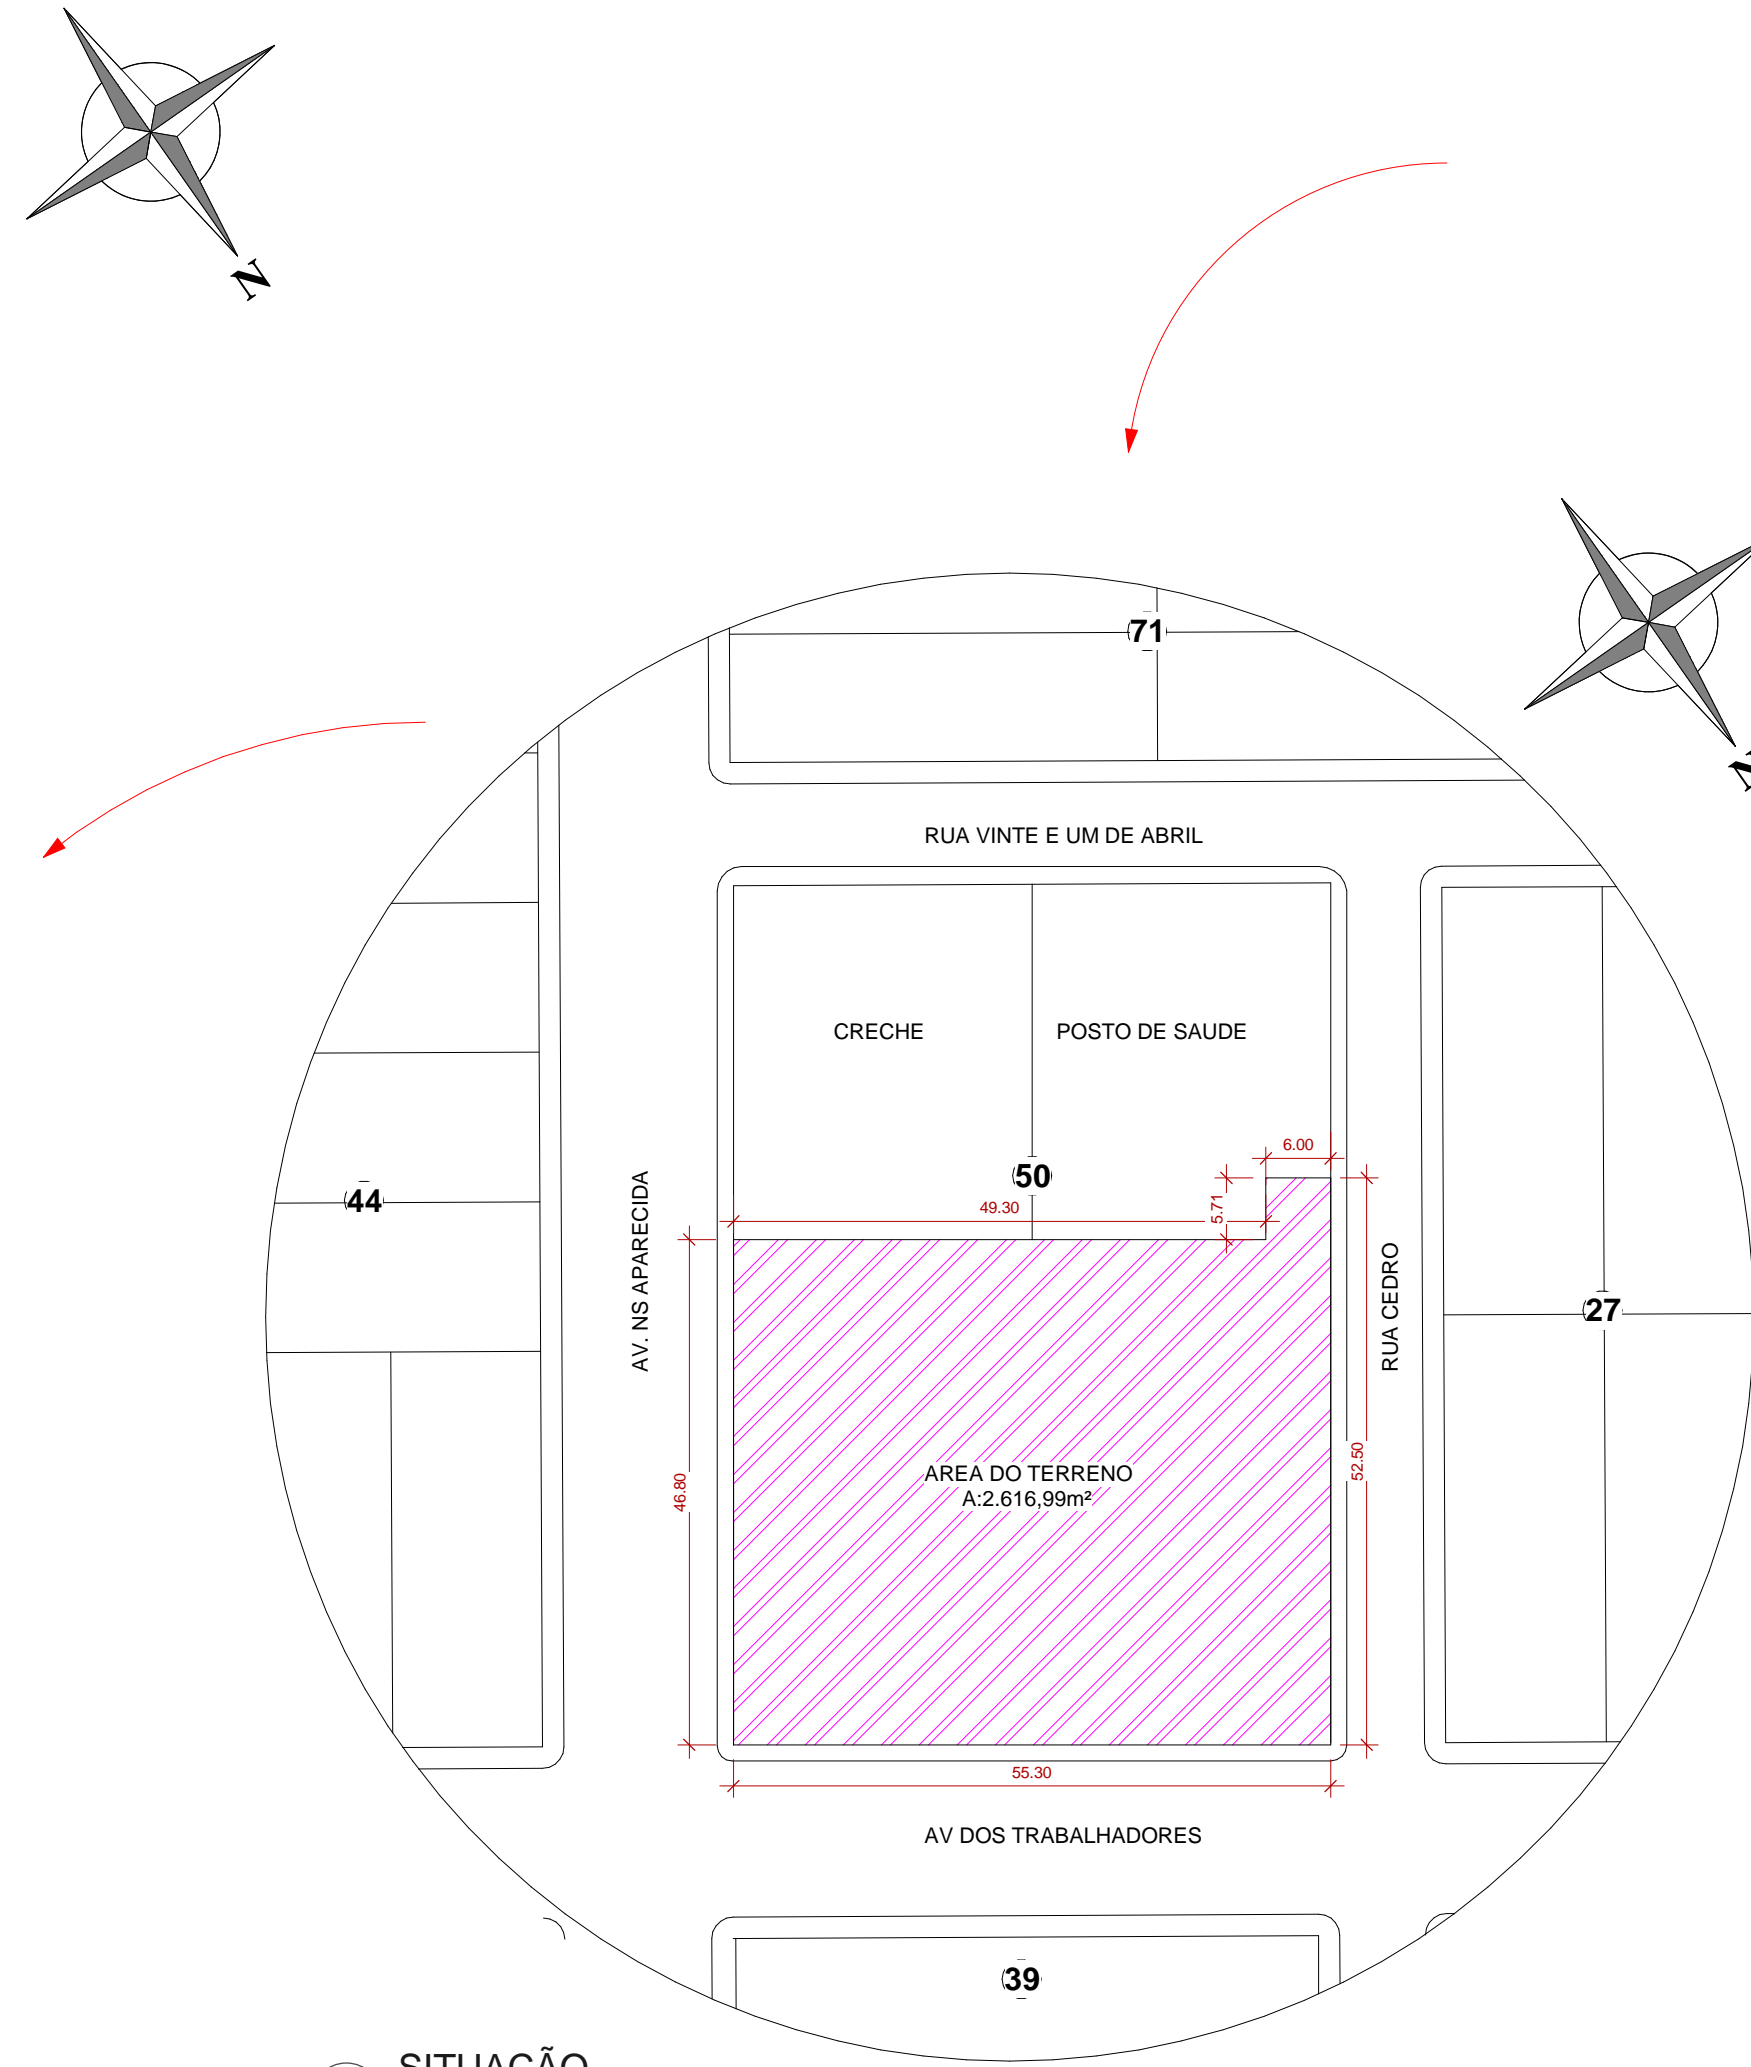 N
N
71
RUA VINTE E UM DE ABRIL
CRECHE
POSTO DE SAUDE
6.00
50
49.30
5.71
44
AV. NS APARECIDA
RUA CEDRO
27
AREA DO TERRENO
A:2.616,99m²
46.80
52.50
55.30
AV DOS TRABALHADORES
39
SITUAÇÃO